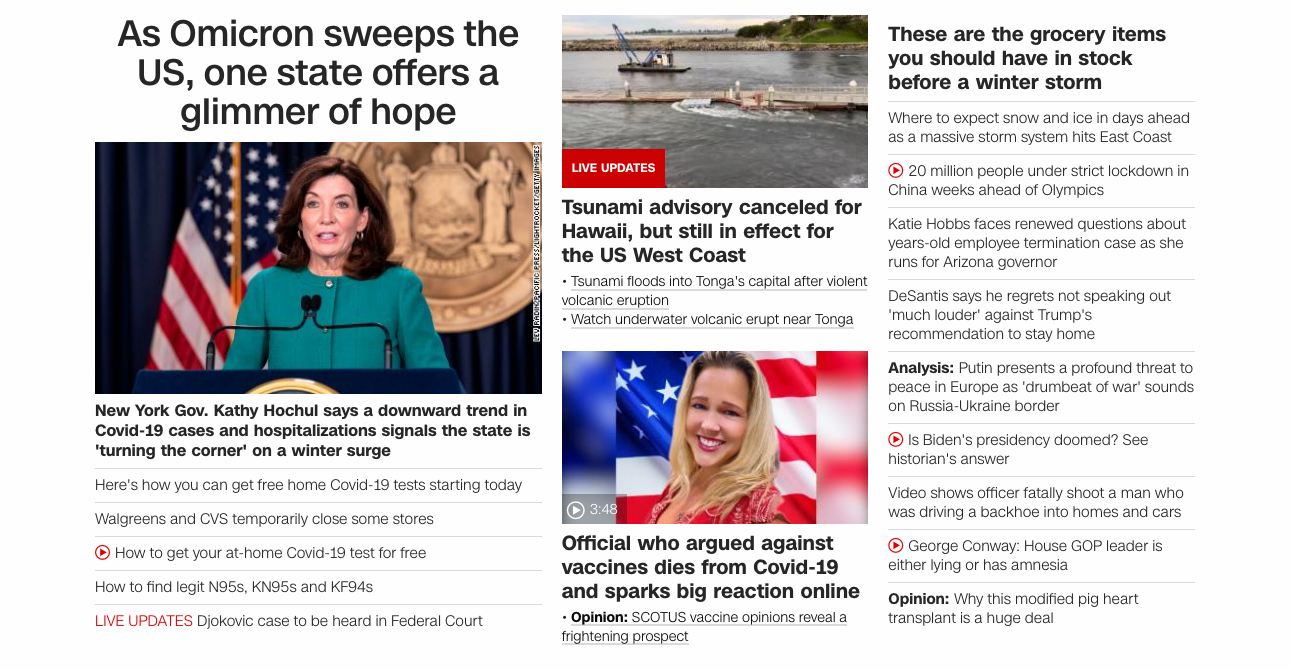 As Omicron sweeps the
US, one state offers a
glimmer of hope
LEV RADIN/PACIFIC PRESS/LIGHTROCKET/GETTY IMAGES
New York Gov. Kathy Hochul says a downward trend in
Covid-19 cases and hospitalizations signals the state is
'turning the corner' on a winter surge
Here's how you can get free home Covid-19 tests starting today
Walgreens and CVS temporarily close some stores
How to get your at-home Covid-19 test for free
How to find legit N95s, KN95s and KF94s
LIVE UPDATES Djokovic case to be heard in Federal Court
LIVE UPDATES
Tsunami advisory canceled for
Hawaii, but still in effect for
the US West Coast
• Tsunami floods into Tonga's capital after violent
volcanic eruption
• Watch underwater volcanic erupt near Tonga
3:48
Official who argued against
vaccines dies from Covid-19
and sparks big reaction online
• Opinion: SCOTUS vaccine opinions reveal a
frightening prospect
These are the grocery items
you should have in stock
before a winter storm
Where to expect snow and ice in days ahead
as a massive storm system hits East Coast
20 million people under strict lockdown in
China weeks ahead of Olympics
Katie Hobbs faces renewed questions about
years-old employee termination case as she
runs for Arizona governor
DeSantis says he regrets not speaking out
'much louder' against Trump's
recommendation to stay home
Analysis: Putin presents a profound threat to
peace in Europe as 'drumbeat of war' sounds
on Russia-Ukraine border
Is Biden's presidency doomed? See
historian's answer
Video shows officer fatally shoot a man who
was driving a backhoe into homes and cars
George Conway: House GOP leader is
either lying or has amnesia
Opinion: Why this modified pig heart
transplant is a huge deal